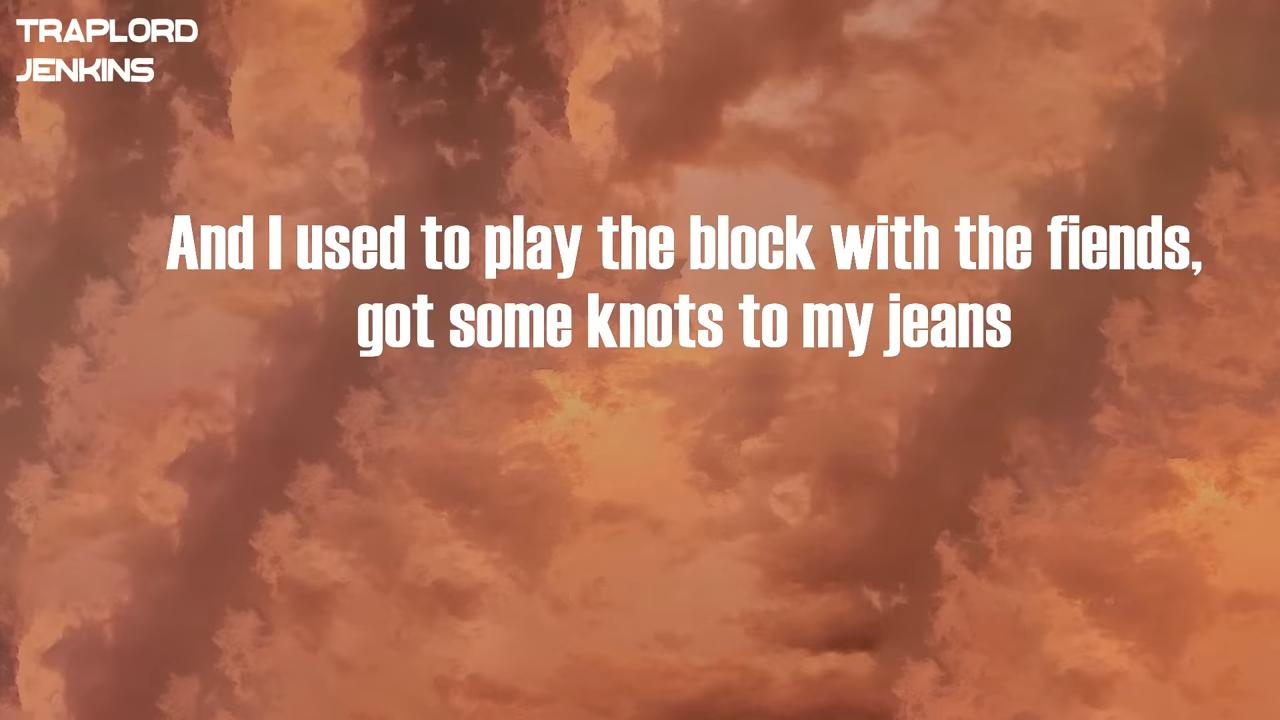 TRAPLORD
JENKINS
And I used to play the block with the fiends,
got some knots to my jeans